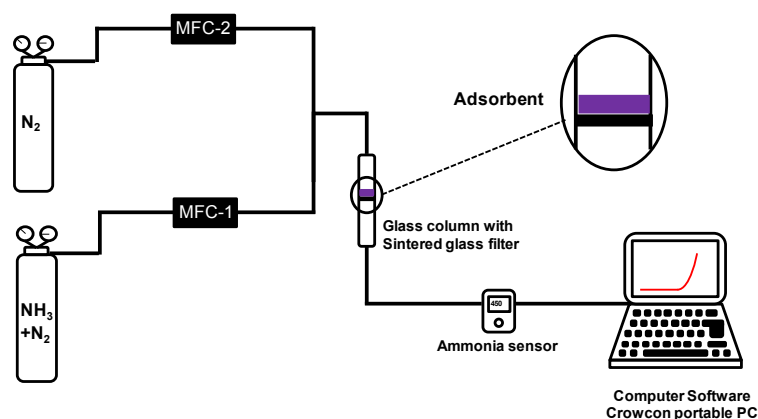 MFC-2
N₂
Adsorbent
MFC-1
Glass column with
Sintered glass filter
NH₃
+N₂
450
Ammonia sensor
Computer Software
Crowcon portable PC